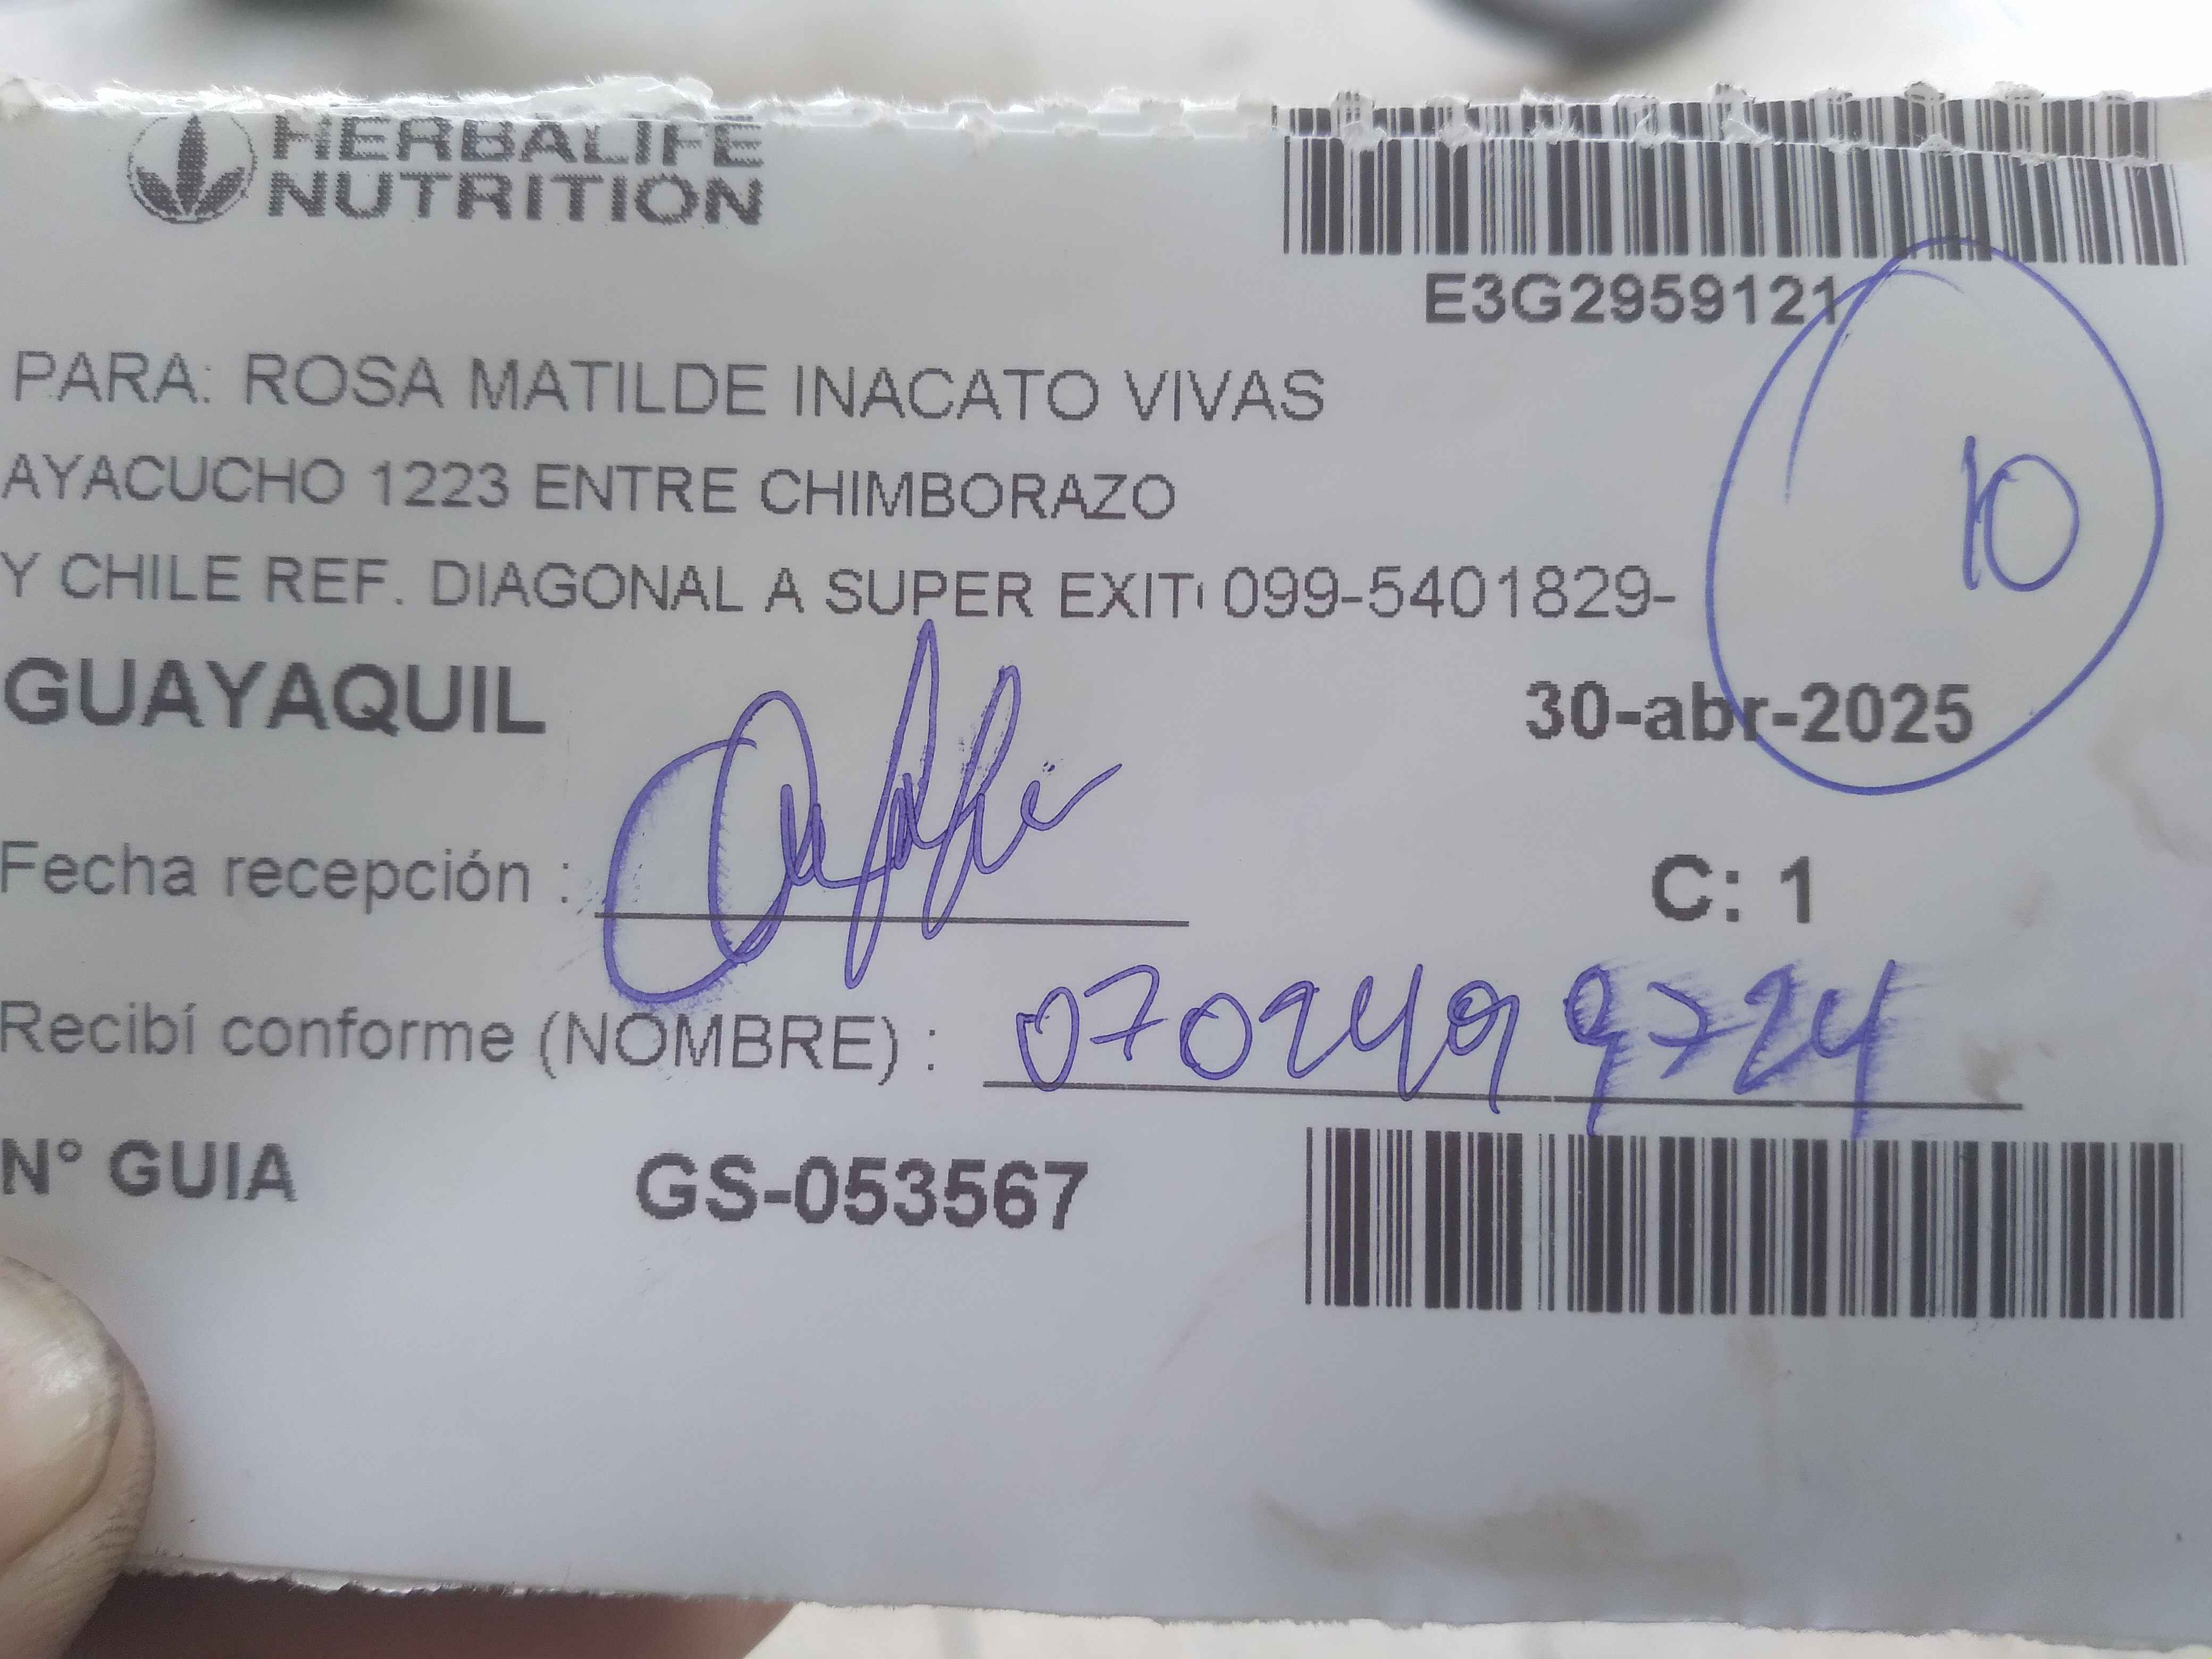 HERBALIFE
NUTRITION
E3G2959121
PARA: ROSA MATILDE INACATO VIVAS
AYACUCHO 1223 ENTRE CHIMBORAZO
10
Y CHILE REF. DIAGONAL A SUPER EXIT 099-5401829-
GUAYAQUIL
30-abr-2025
Fecha recepción :
C: 1
Recibí conforme (NOMBRE) : 0702499724
N° GUIA GS-053567